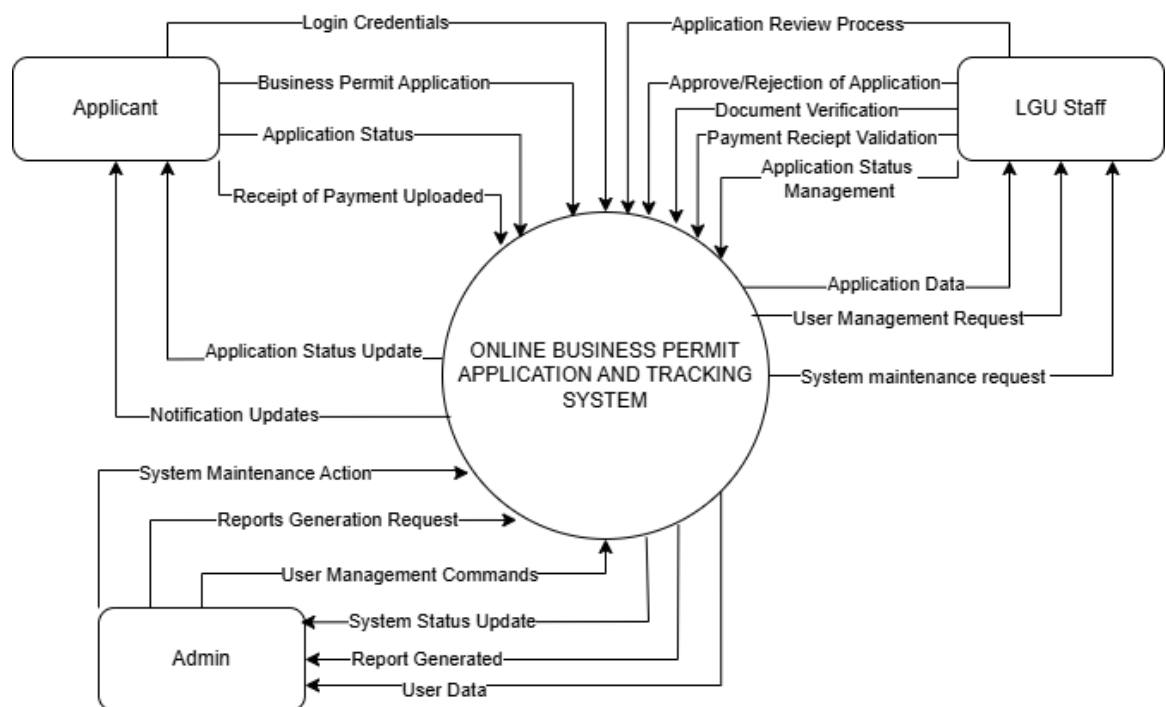 Login Credentials
Application Review Process
Applicant
Business Permit Application
Approve/Rejection of Application
LGU Staff
Document Verification
Application Status
Payment Reciept Validation
Application Status
Management
Receipt of Payment Uploaded
Application Data
User Management Request
Application Status Update
ONLINE BUSINESS PERMIT
APPLICATION AND TRACKING
SYSTEM
System maintenance request
Notification Updates
System Maintenance Action
Reports Generation Request
User Management Commands
System Status Update
Admin
Report Generated
User Data